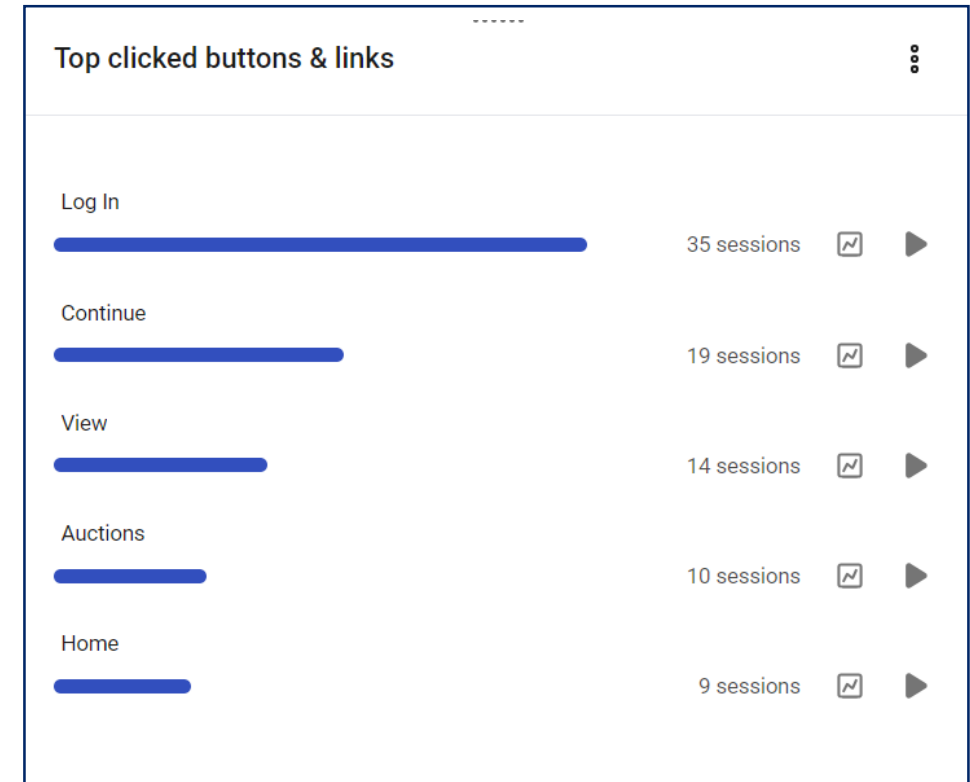 Top clicked buttons & links
Log In
35 sessions
Continue
19 sessions
View
14 sessions
Auctions
10 sessions
Home
9 sessions